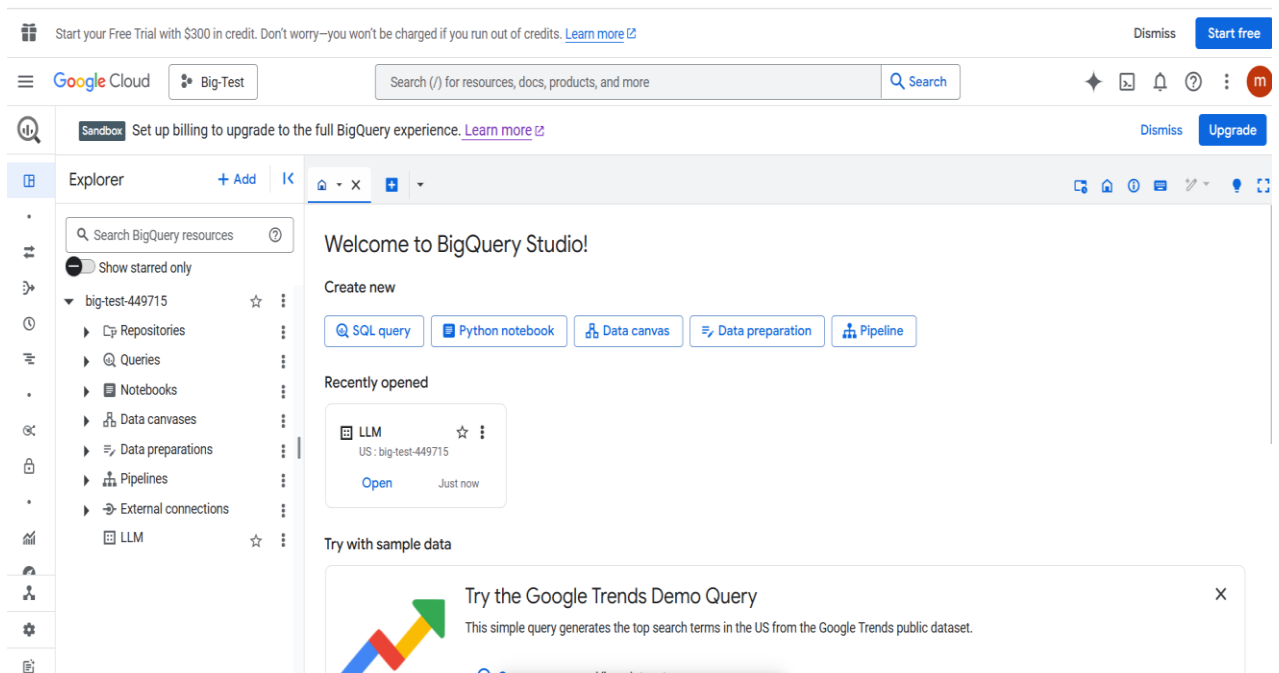 Start your Free Trial with $300 in credit. Don't worry—you won't be charged if you run out of credits. Learn more
Dismiss
Start free
Google Cloud
Big-Test
Search (/) for resources, docs, products, and more
Search
m
Sandbox Set up billing to upgrade to the full BigQuery experience. Learn more
Dismiss
Upgrade
Explorer
+ Add
Search BigQuery resources
Show starred only
big-test-449715
Repositories
Queries
Notebooks
Data canvases
Data preparations
Pipelines
External connections
LLM
Welcome to BigQuery Studio!
Create new
SQL query
Python notebook
Data canvas
Data preparation
Pipeline
Recently opened
LLM
US : big-test-449715
Open
Just now
Try with sample data
Try the Google Trends Demo Query
This simple query generates the top search terms in the US from the Google Trends public dataset.